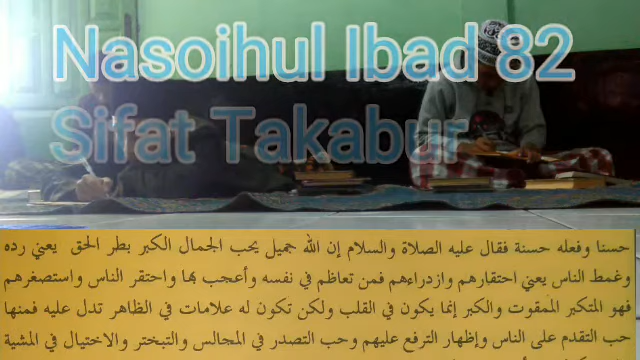 Nasoihul Ibad 82
Sifat Takabur
حسنا وفعله حسنة فقال عليه الصلاة والسلام إن الله جميل يحب الجمال الكبر بطر الحق يعني رده
وغمط الناس يعني احتقارهم وازدراءهم فمن تعاظم في نفسه وأعجب بها واحتقر الناس واستصغرهم
فهو المتكبر الممقوت والكبر إنما يكون في القلب ولكن تكون له علامات في الظاهر تدل عليه فمنها
حب التقدم على الناس وإظهار الترفع عليهم وحب التصدر في المجالس والتبختر والاختيال في المشية